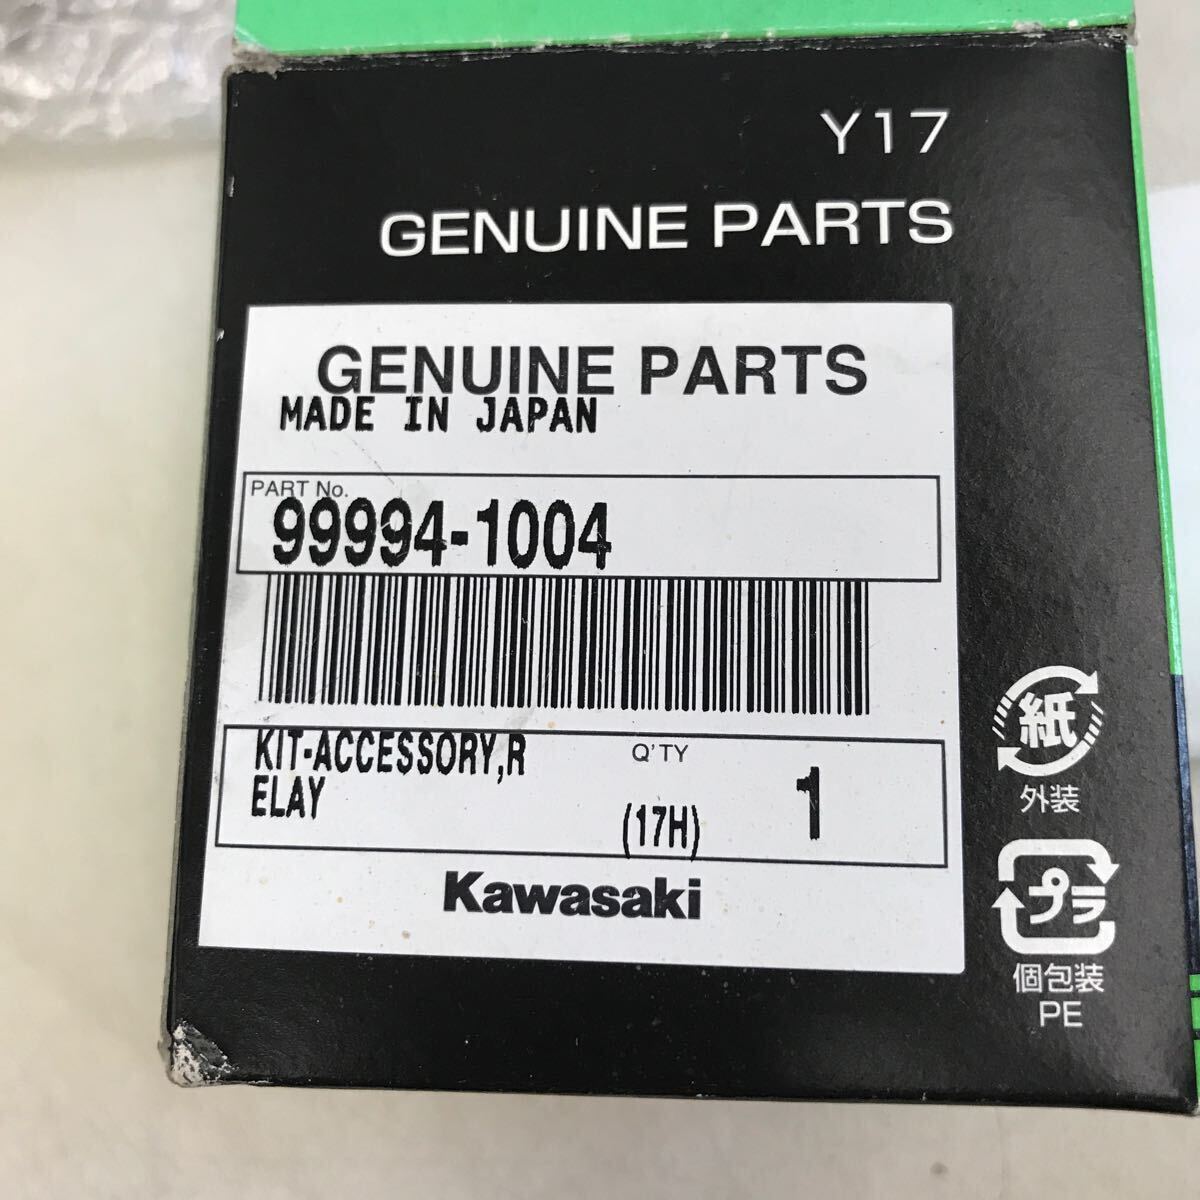 Y17
GENUINE PARTS
GENUINE PARTS
MADE IN JAPAN
PART No.
99994-1004
KIT-ACCESSORY,R
ELAY
Q'TY
(17H)
1
Kawasaki
紙
外装
プラ
個包装
PE